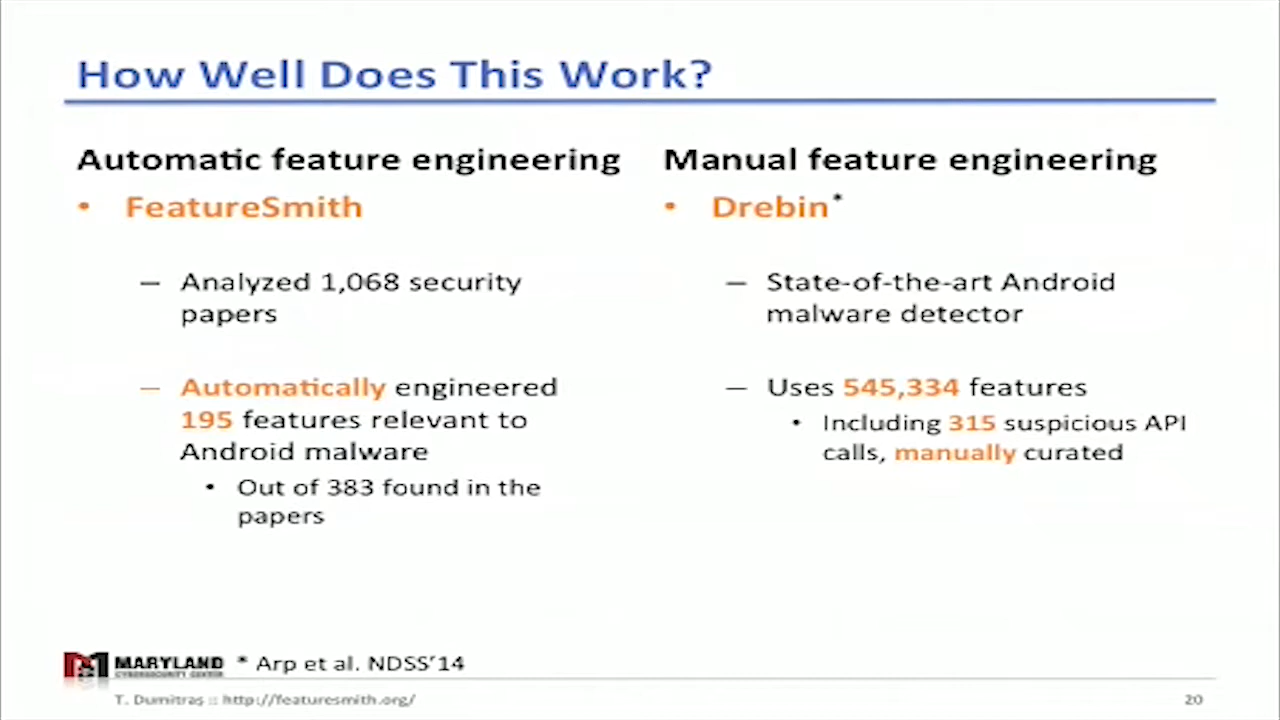 How Well Does This Work?
Automatic feature engineering
• FeatureSmith
– Analyzed 1,068 security
papers
– Automatically engineered
195 features relevant to
Android malware
• Out of 383 found in the
papers
Manual feature engineering
• Drebin*
– State-of-the-art Android
malware detector
– Uses 545,334 features
• Including 315 suspicious API
calls, manually curated
MARYLAND
CYBERSECURITY CENTER
* Arp et al. NDSS'14
T. Dumitraș :: http://featuresmith.org/
20